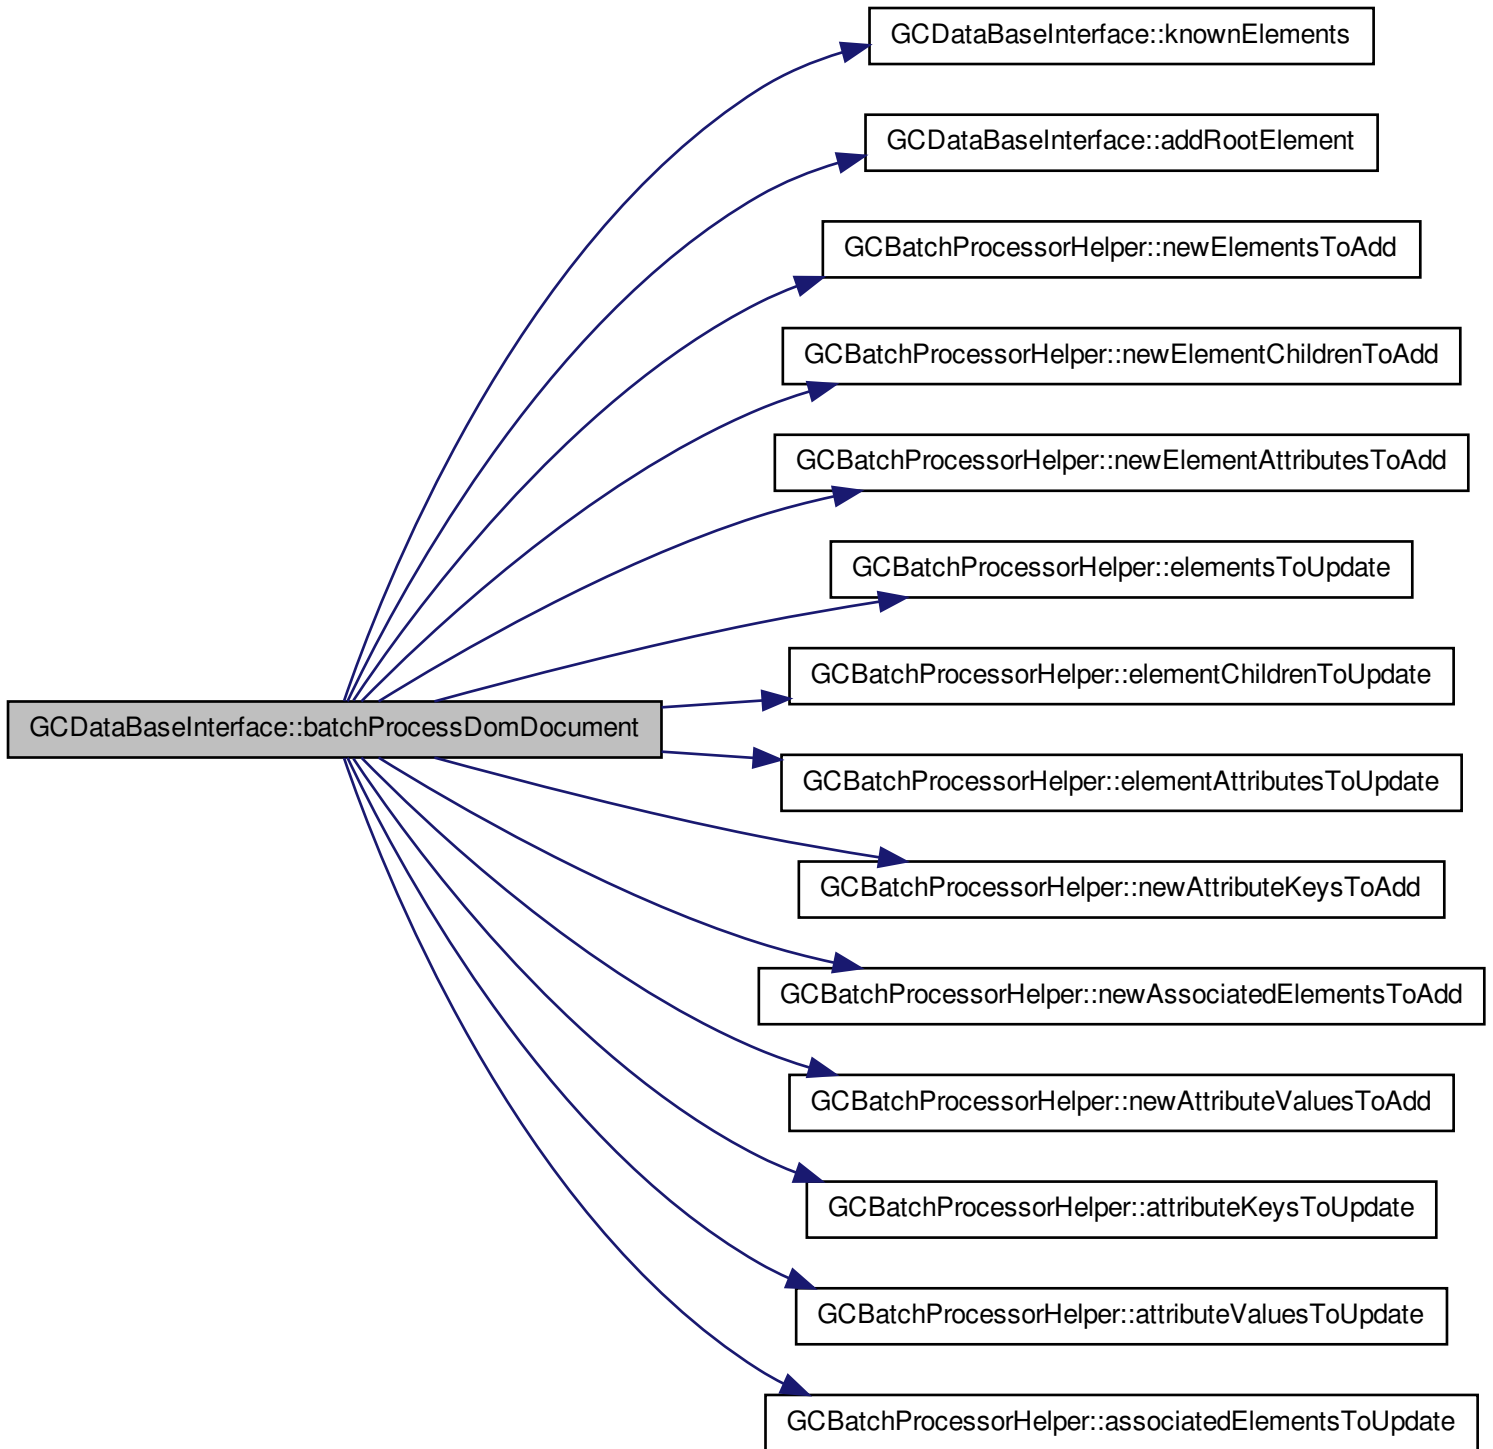 GCDataBaseInterface::knownElements
GCDataBaseInterface::addRootElement
GCBatchProcessorHelper::newElementsToAdd
GCBatchProcessorHelper::newElementChildrenToAdd
GCBatchProcessorHelper::newElementAttributesToAdd
GCBatchProcessorHelper::elementsToUpdate
GCBatchProcessorHelper::elementChildrenToUpdate
GCDataBaseInterface::batchProcessDomDocument
GCBatchProcessorHelper::elementAttributesToUpdate
GCBatchProcessorHelper::newAttributeKeysToAdd
GCBatchProcessorHelper::newAssociatedElementsToAdd
GCBatchProcessorHelper::newAttributeValuesToAdd
GCBatchProcessorHelper::attributeKeysToUpdate
GCBatchProcessorHelper::attributeValuesToUpdate
GCBatchProcessorHelper::associatedElementsToUpdate